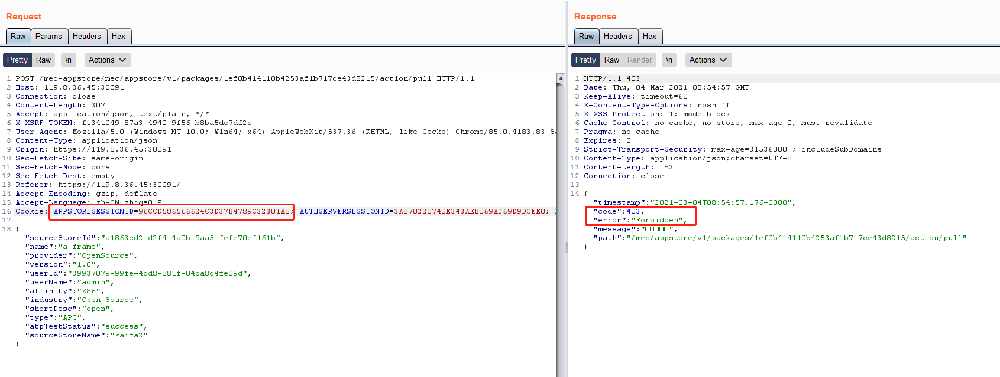 Request
Raw Params Headers Hex
Pretty Raw \n Actions
1 POST /mec-appstore/mec/appstore/v1/packages/1ef0b414110b4253af1b717ce43d8215/action/pull HTTP/1.1
2 Host: 119.8.36.45:30091
3 Connection: close
4 Content-Length: 307
5 Accept: application/json, text/plain, */*
6 X-XSRF-TOKEN: f1341049-87a3-4940-9f56-b8ba5de7df2c
7 User-Agent: Mozilla/5.0 (Windows NT 10.0; Win64; x64) AppleWebKit/537.36 (KHTML, like Gecko) Chrome/85.0.4183.83 Sa
8 Content-Type: application/json
9 Origin: https://119.8.36.45:30091
10 Sec-Fetch-Site: same-origin
11 Sec-Fetch-Mode: cors
12 Sec-Fetch-Dest: empty
13 Referer: https://119.8.36.45:30091/
14 Accept-Encoding: gzip, deflate
15 Accept-Language: zh-CN,zh;q=0.9
16 Cookie: APPSTORESESSIONID=96CCD586566624C3D37B4789C32301A8; AUTHSERVERSESSIONID=3A870228740E343AEB069A269D9DCEE0;
17
18 {
"sourceStoreId":"a1863cd2-d2f4-4a0b-9aa5-fefe70ef161b",
"name":"a-frame",
"provider":"OpenSource",
"version":"1.0",
"userId":"39937079-99fe-4cd8-881f-04ca8c4fe09d",
"userName":"admin",
"affinity":"X86",
"industry":"Open Source",
"shortDesc":"open",
"type":"API",
"atpTestStatus":"success",
"sourceStoreName":"kaifa2"
}
Response
Raw Headers Hex
Pretty Raw Render \n Actions
1 HTTP/1.1 403
2 Date: Thu, 04 Mar 2021 08:54:57 GMT
3 Keep-Alive: timeout=60
4 X-Content-Type-Options: nosniff
5 X-XSS-Protection: 1; mode=block
6 Cache-Control: no-cache, no-store, max-age=0, must-revalidate
7 Pragma: no-cache
8 Expires: 0
9 Strict-Transport-Security: max-age=31536000 ; includeSubDomains
10 Content-Type: application/json;charset=UTF-8
11 Content-Length: 183
12 Connection: close
13
14 {
"timestamp":"2021-03-04T08:54:57.176+0000",
"code":403,
"error":"Forbidden",
"message":"□□□□□",
"path":"/mec/appstore/v1/packages/1ef0b414110b4253af1b717ce43d8215/action/pull"
}